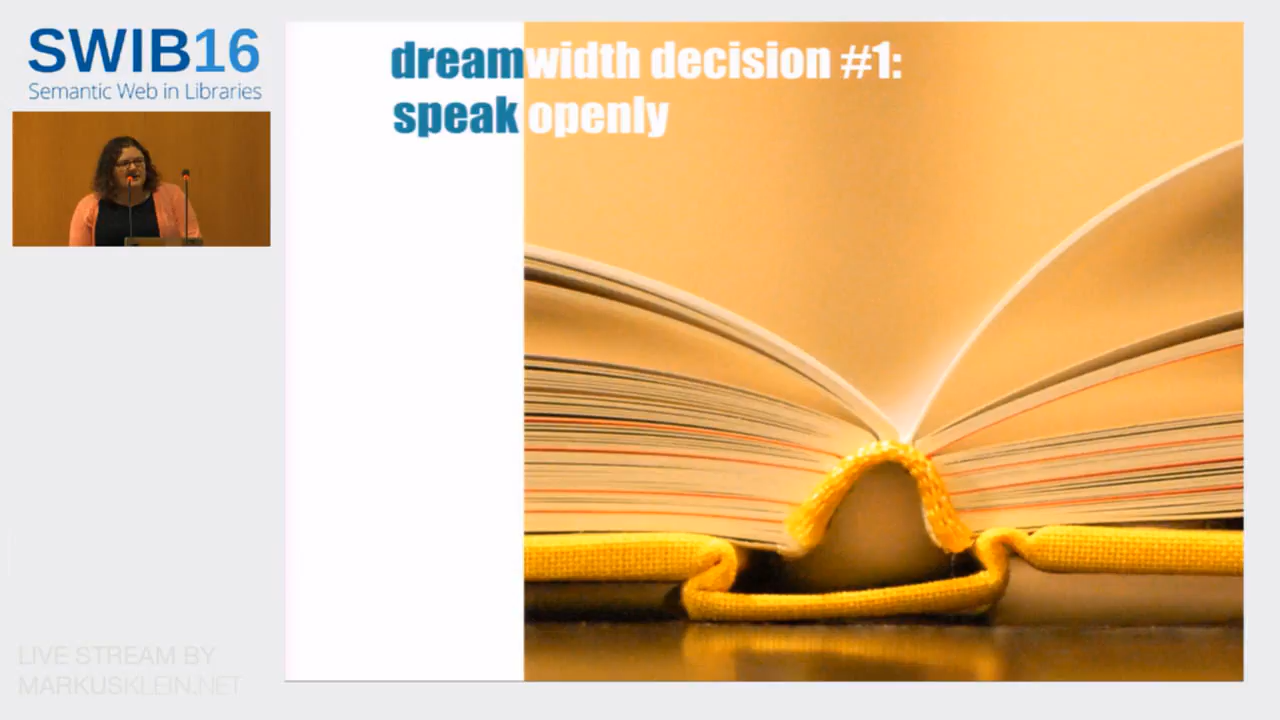 SWIB16
Semantic Web in Libraries
dreamwidth decision #1:
speak openly
LIVE STREAM BY
MARKUSKLEIN.NET